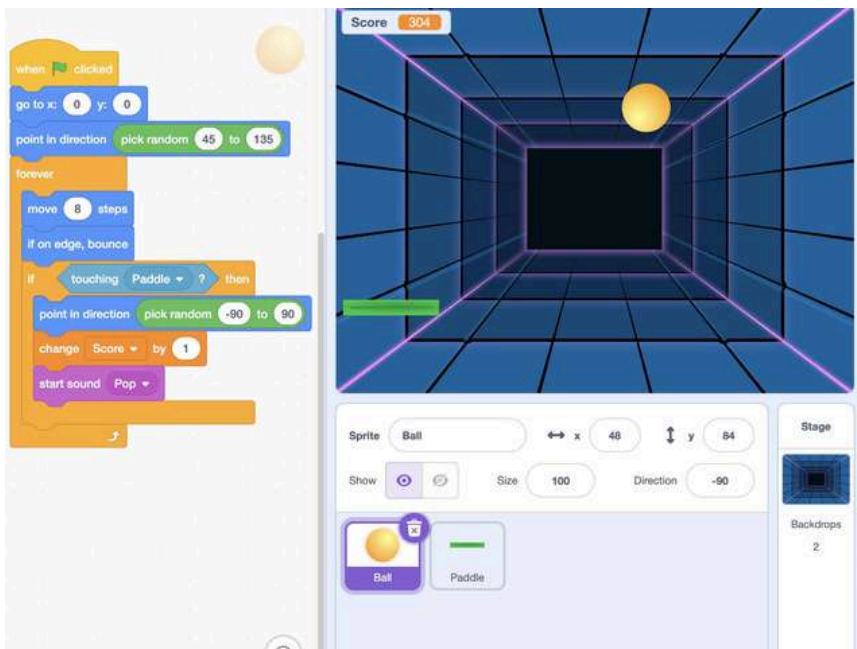 when clicked
go to x: 0 y: 0
point in direction pick random 45 to 135
forever
move 8 steps
if on edge, bounce
if touching Paddle ? then
point in direction pick random -90 to 90
change Score by 1
start sound Pop
Score 304
Sprite Ball x 48 y 84
Show Size 100 Direction -90
Ball
Paddle
Stage
Backdrops
2